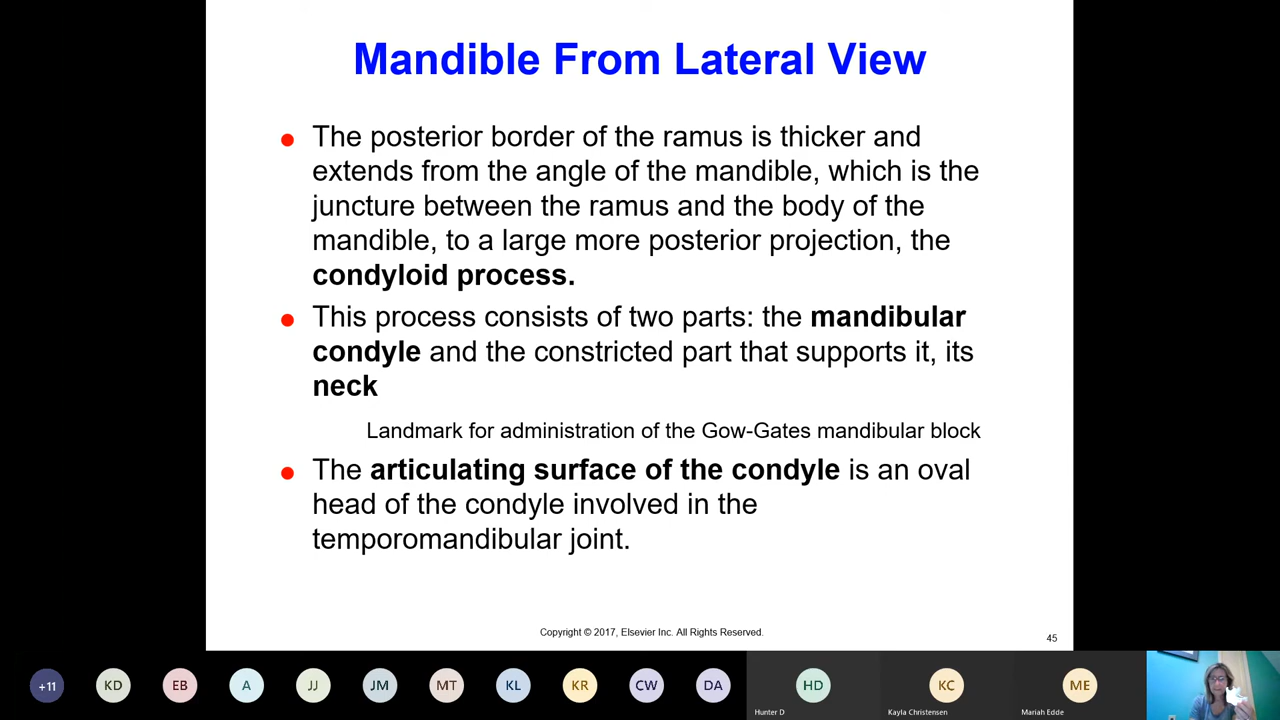 Mandible From Lateral View
The posterior border of the ramus is thicker and
extends from the angle of the mandible, which is the
juncture between the ramus and the body of the
mandible, to a large more posterior projection, the
condyloid process.
This process consists of two parts: the mandibular
condyle and the constricted part that supports it, its
neck
Landmark for administration of the Gow-Gates mandibular block
The articulating surface of the condyle is an oval
head of the condyle involved in the
temporomandibular joint.
Copyright © 2017, Elsevier Inc. All Rights Reserved.
45
+11 KD EB A JJ JM MT KL KR CW DA HD KC ME
Hunter D Kayla Christensen Mariah Edde